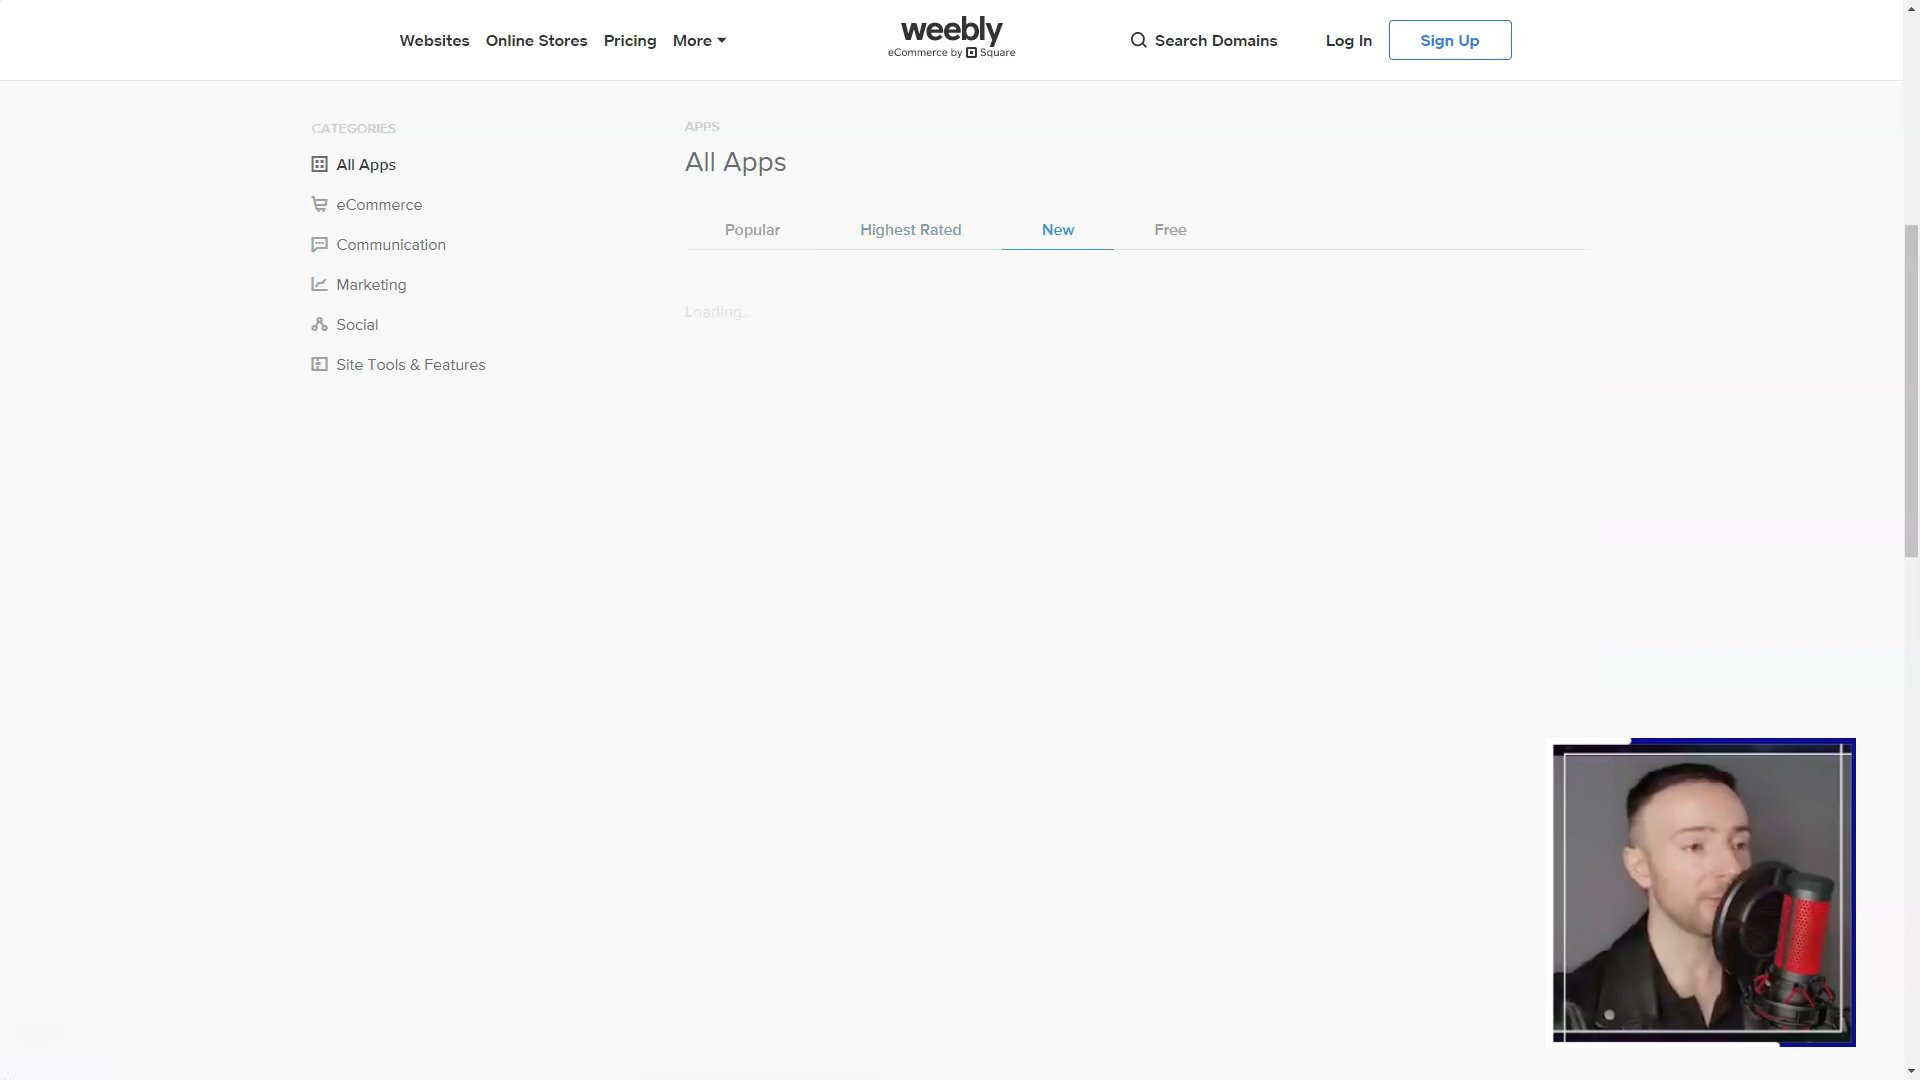 Websites
Online Stores
Pricing
More
weebly
eCommerce by Square
Search Domains
Log In
Sign Up
CATEGORIES
All Apps
eCommerce
Communication
Marketing
Social
Site Tools & Features
APPS
All Apps
Popular
Highest Rated
New
Free
Loading...